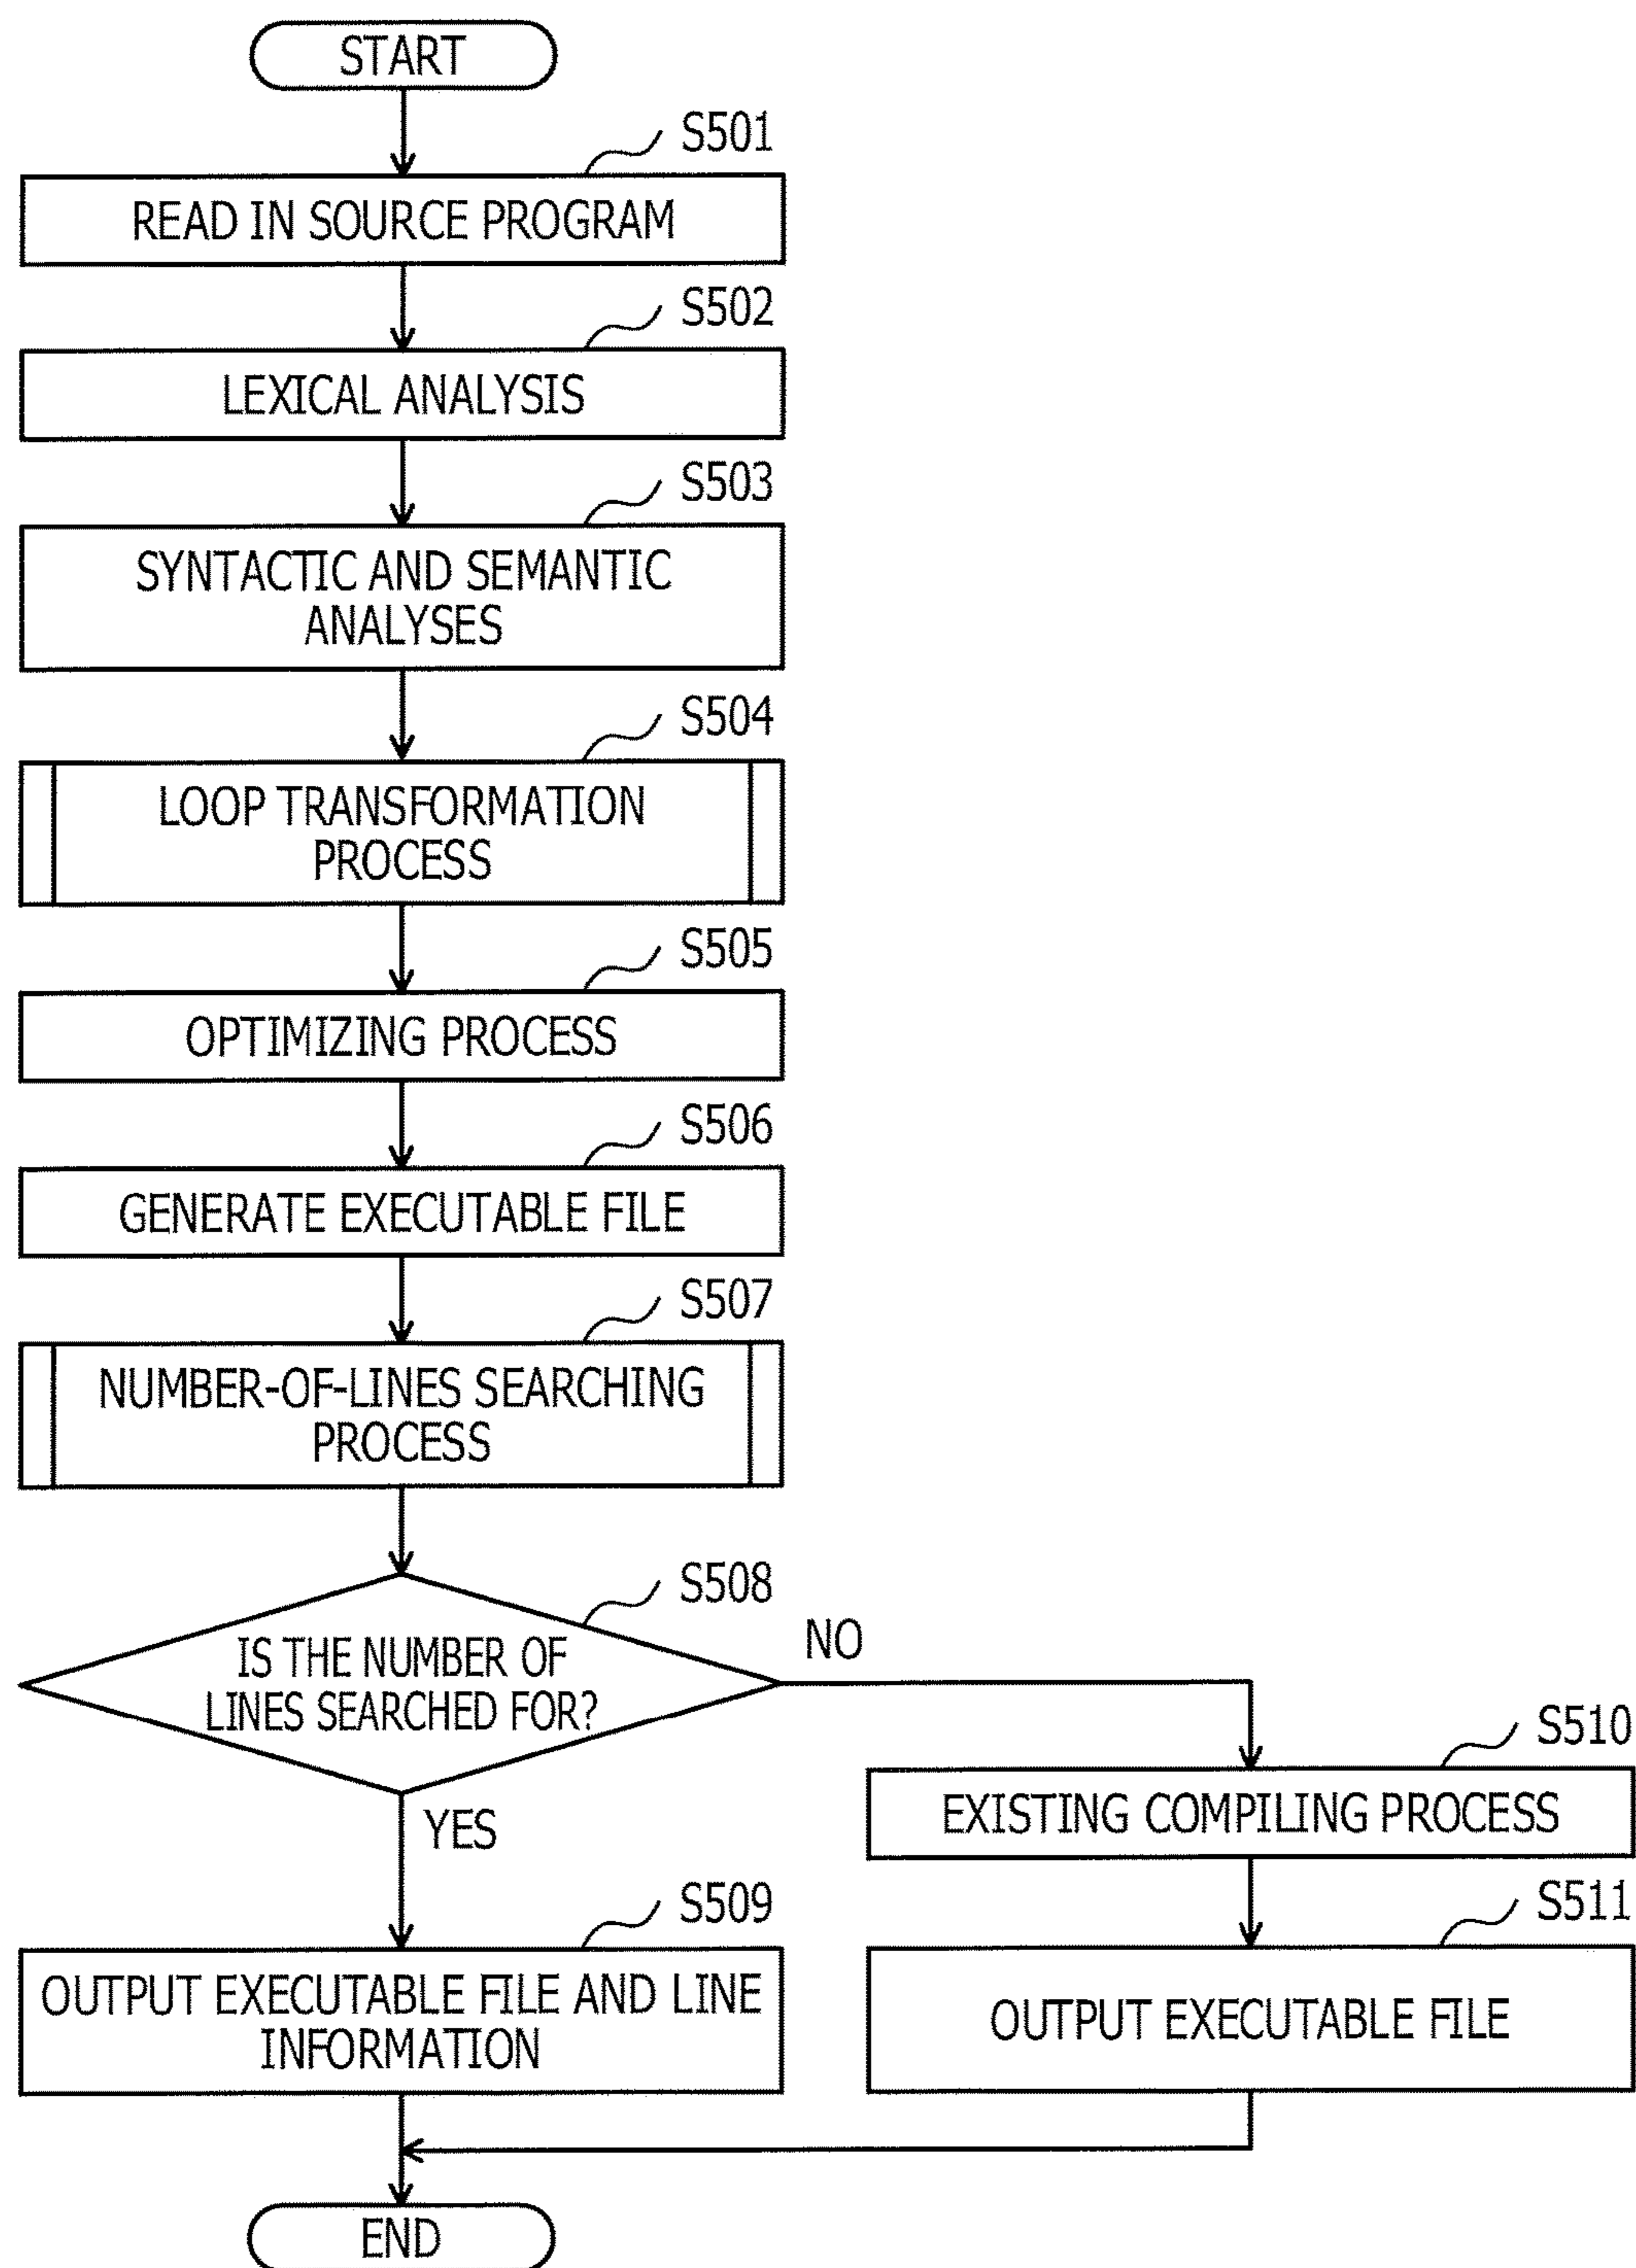 START
S501
READ IN SOURCE PROGRAM
S502
LEXICAL ANALYSIS
S503
SYNTACTIC AND SEMANTIC
ANALYSES
S504
LOOP TRANSFORMATION
PROCESS
S505
OPTIMIZING PROCESS
S506
GENERATE EXECUTABLE FILE
S507
NUMBER-OF-LINES SEARCHING
PROCESS
S508
IS THE NUMBER OF
LINES SEARCHED FOR?
NO
YES
S510
EXISTING COMPILING PROCESS
S509
OUTPUT EXECUTABLE FILE AND LINE
INFORMATION
S511
OUTPUT EXECUTABLE FILE
END